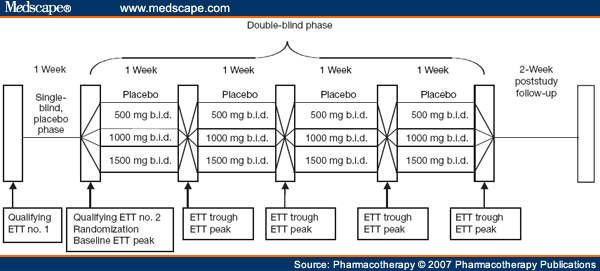 Medscape® www.medscape.com
Double-blind phase
1 Week 1 Week 1 Week 1 Week 1 Week 2-Week
poststudy
follow-up
Single-
blind,
placebo
phase
Placebo Placebo Placebo Placebo
500 mg b.i.d. 500 mg b.i.d. 500 mg b.i.d. 500 mg b.i.d.
1000 mg b.i.d. 1000 mg b.i.d. 1000 mg b.i.d. 1000 mg b.i.d.
1500 mg b.i.d. 1500 mg b.i.d. 1500 mg b.i.d. 1500 mg b.i.d.
Qualifying
ETT no. 1
Qualifying ETT no. 2
Randomization
Baseline ETT peak
ETT trough
ETT peak
ETT trough
ETT peak
ETT trough
ETT peak
ETT trough
ETT peak
Source: Pharmacotherapy © 2007 Pharmacotherapy Publications